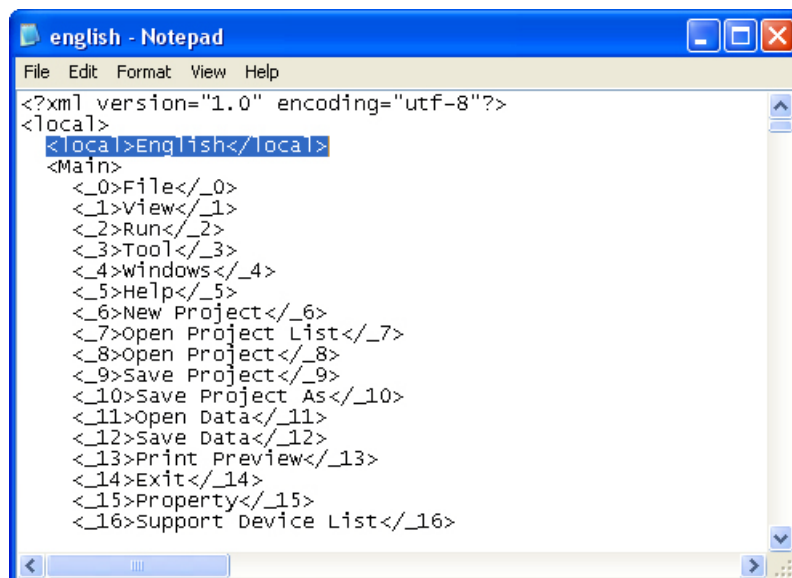 english - Notepad
File Edit Format View Help
<?xml version="1.0" encoding="utf-8"?>
<local>
<local>English</local>
<Main>
<_0>File</_0>
<_1>View</_1>
<_2>Run</_2>
<_3>Tool</_3>
<_4>Windows</_4>
<_5>Help</_5>
<_6>New Project</_6>
<_7>Open Project List</_7>
<_8>Open Project</_8>
<_9>Save Project</_9>
<_10>Save Project As</_10>
<_11>Open Data</_11>
<_12>Save Data</_12>
<_13>Print Preview</_13>
<_14>Exit</_14>
<_15>Property</_15>
<_16>Support Device List</_16>